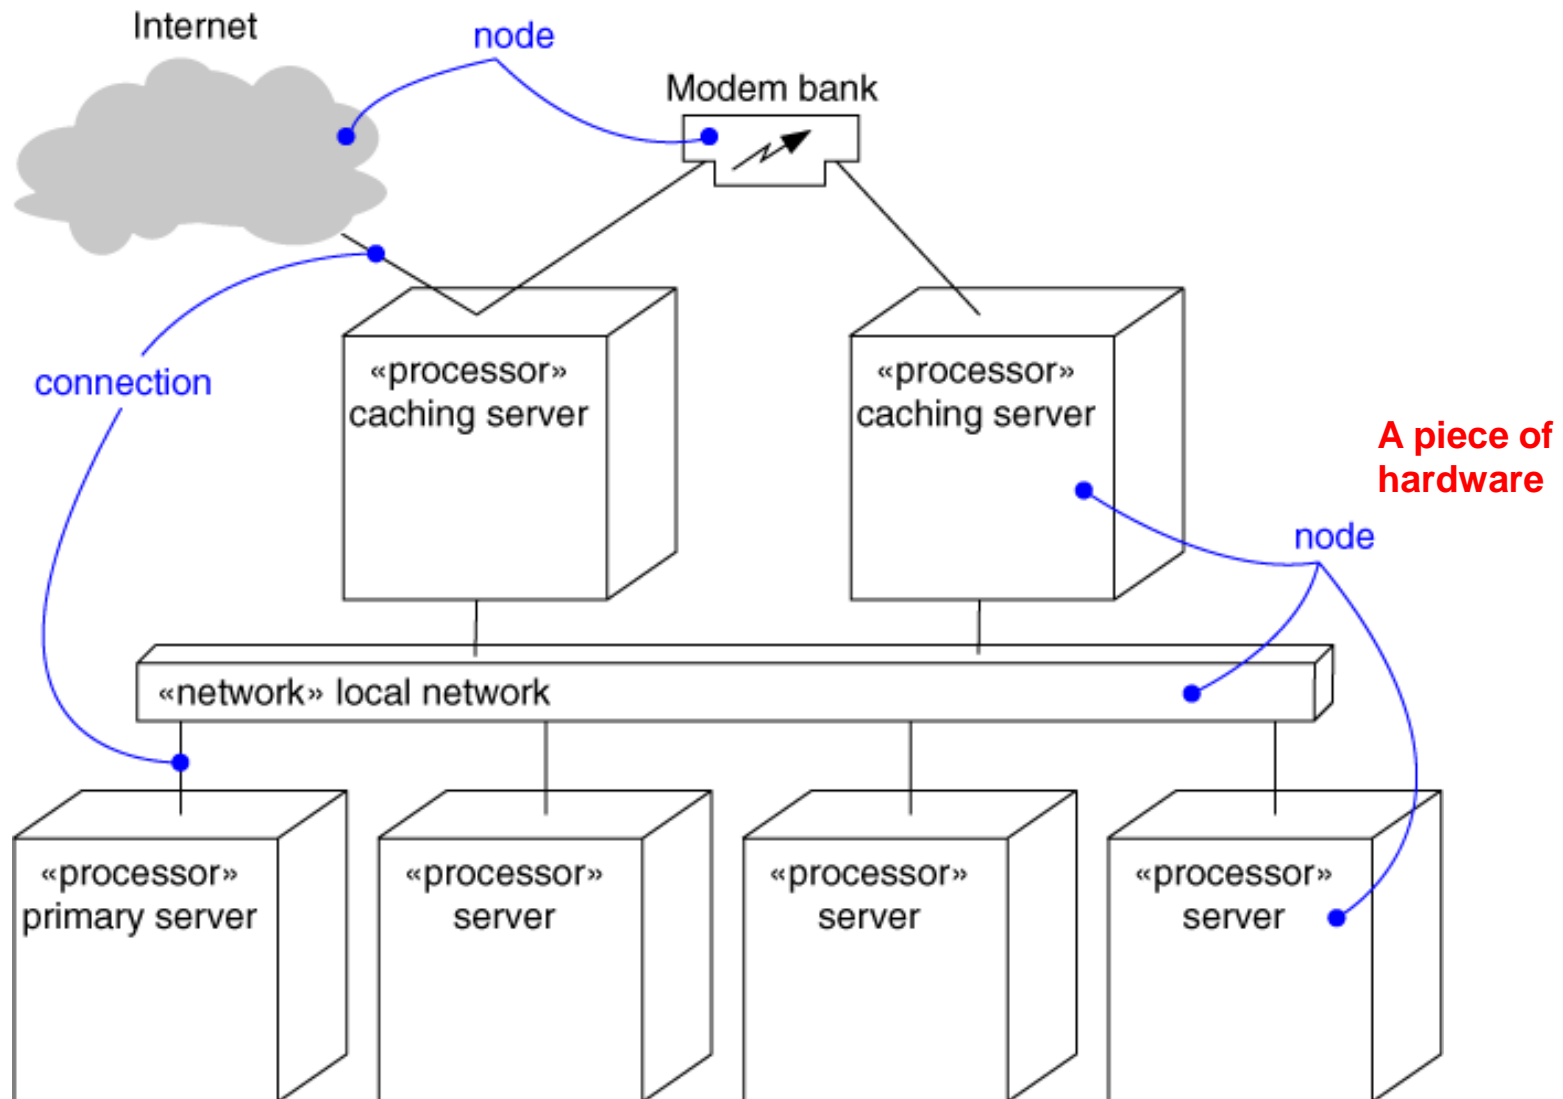 Internet
node
Modem bank
connection
«processor»
caching server
«processor»
caching server
A piece of
hardware
node
«network» local network
«processor»
primary server
«processor»
server
«processor»
server
«processor»
server